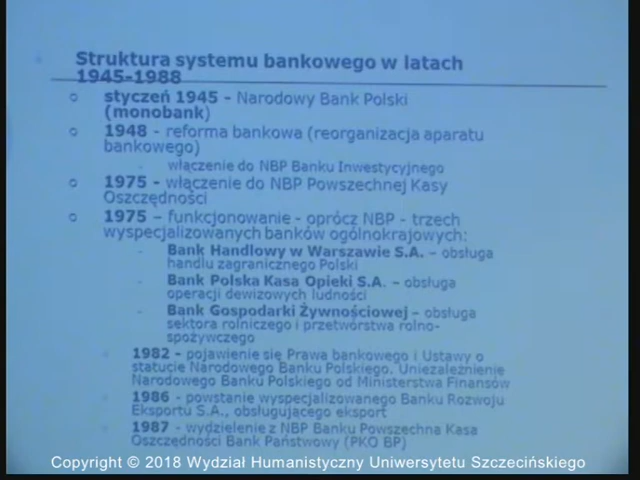 Struktura systemu bankowego w latach
1945-1988
styczeń 1945 - Narodowy Bank Polski
(monobank)
1948 - reforma bankowa (reorganizacja aparatu
bankowego)
- włączenie do NBP Banku Inwestycyjnego
1975 - włączenie do NBP Powszechnej Kasy
Oszczędności
1975 – funkcjonowanie - oprócz NBP - trzech
wyspecjalizowanych banków ogólnokrajowych:
- Bank Handlowy w Warszawie S.A. – obsługa
handlu zagranicznego Polski
- Bank Polska Kasa Opieki S.A. – obsługa
operacji dewizowych ludności
- Bank Gospodarki Żywnościowej – obsługa
sektora rolniczego i przetwórstwa rolno-
spożywczego
1982 - pojawienie się Prawa bankowego i Ustawy o
statucie Narodowego Banku Polskiego. Uniezależnienie
Narodowego Banku Polskiego od Ministerstwa Finansów
1986 - powstanie wyspecjalizowanego Banku Rozwoju
Eksportu S.A., obsługującego eksport
1987 - wydzielenie z NBP Banku Powszechna Kasa
Oszczędności Bank Państwowy (PKO BP)
Copyright © 2018 Wydział Humanistyczny Uniwersytetu Szczecińskiego